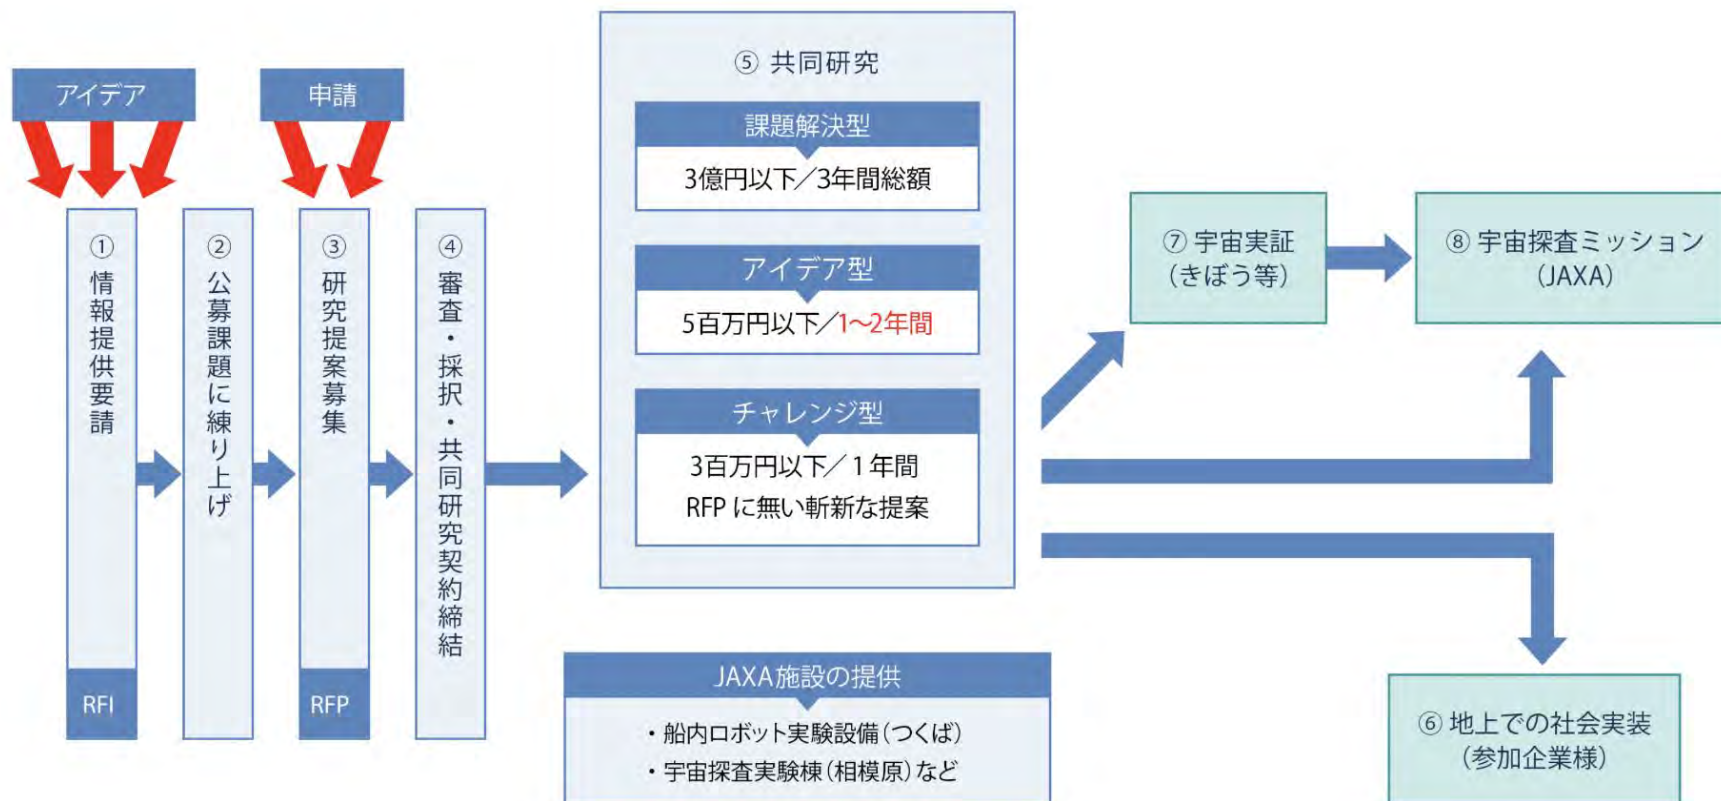 アイデア
申請
① 情報提供要請
RFI
② 公募課題に練り上げ
③ 研究提案募集
RFP
④ 審査・採択・共同研究契約締結
⑤ 共同研究
課題解決型
3億円以下／3年間総額
アイデア型
5百万円以下／1〜2年間
チャレンジ型
3百万円以下／1年間
RFPに無い斬新な提案
JAXA施設の提供
・船内ロボット実験設備（つくば）
・宇宙探査実験棟（相模原）など
⑦ 宇宙実証
（きぼう等）
⑧ 宇宙探査ミッション
（JAXA）
⑥ 地上での社会実装
（参加企業様）